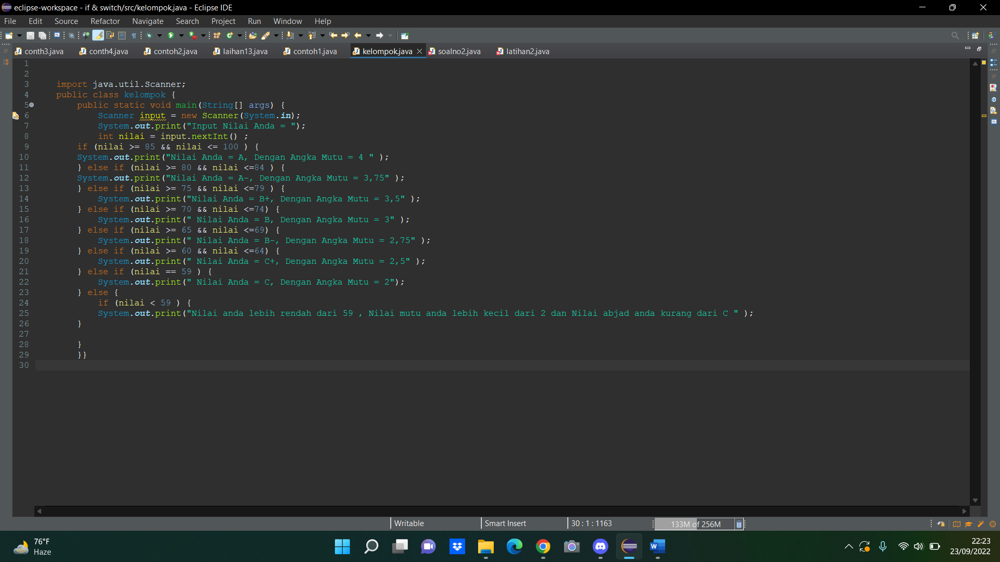 eclipse-workspace - if & switch/src/kelompok.java - Eclipse IDE
File Edit Source Refactor Navigate Search Project Run Window Help
conth3.java conth4.java contoh2.java laihan13.java contoh1.java kelompok.java soalno2.java latihan2.java
1
2
3 import java.util.Scanner;
4 public class kelompok {
5 public static void main(String[] args) {
6 Scanner input = new Scanner(System.in);
7 System.out.print("Input Nilai Anda = ");
8 int nilai = input.nextInt() ;
9 if (nilai >= 85 && nilai <= 100 ) {
10 System.out.print("Nilai Anda = A, Dengan Angka Mutu = 4 " );
11 } else if (nilai >= 80 && nilai <=84 ) {
12 System.out.print("Nilai Anda = A-, Dengan Angka Mutu = 3,75" );
13 } else if (nilai >= 75 && nilai <=79 ) {
14 System.out.print("Nilai Anda = B+, Dengan Angka Mutu = 3,5" );
15 } else if (nilai >= 70 && nilai <=74) {
16 System.out.print(" Nilai Anda = B, Dengan Angka Mutu = 3" );
17 } else if (nilai >= 65 && nilai <=69) {
18 System.out.print(" Nilai Anda = B-, Dengan Angka Mutu = 2,75" );
19 } else if (nilai >= 60 && nilai <=64) {
20 System.out.print(" Nilai Anda = C+, Dengan Angka Mutu = 2,5" );
21 } else if (nilai == 59 ) {
22 System.out.print(" Nilai Anda = C, Dengan Angka Mutu = 2");
23 } else {
24 if (nilai < 59 ) {
25 System.out.print("Nilai anda lebih rendah dari 59 , Nilai mutu anda lebih kecil dari 2 dan Nilai abjad anda kurang dari C " );
26 }
27
28 }
29 }}
30
Writable Smart Insert 30 : 1 : 1163 133M of 256M
76°F
Haze
22:23
23/09/2022